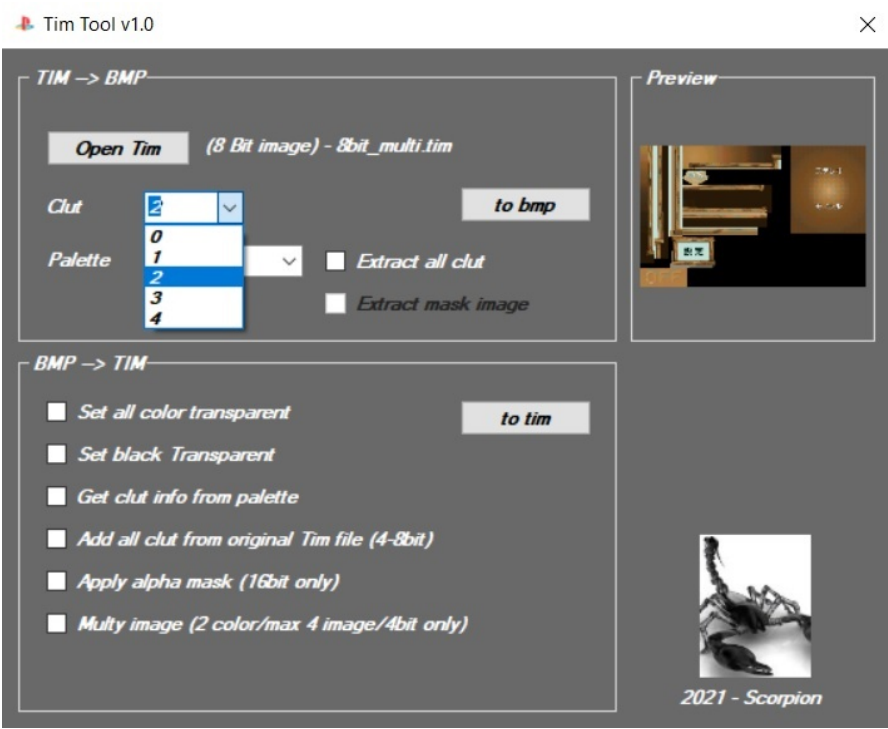 Tim Tool v1.0
TIM —> BMP
Open Tim
(8 Bit image) - 8bit_multi.tim
Clut
2
to bmp
0
1
2
3
4
Palette
Extract all clut
Extract mask image
Preview
OFF
BMP —> TIM
Set all color transparent
to tim
Set black Transparent
Get clut info from palette
Add all clut from original Tim file (4-8bit)
Apply alpha mask (16bit only)
Multy image (2 color/max 4 image/4bit only)
2021 - Scorpion